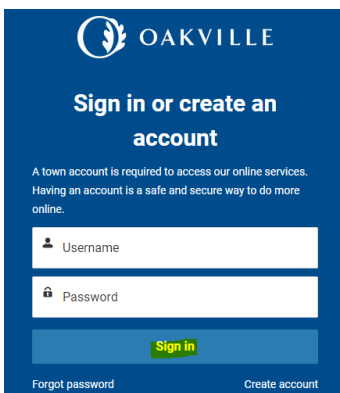 OAKVILLE
Sign in or create an
account
A town account is required to access our online services.
Having an account is a safe and secure way to do more
online.
Username
Password
Sign in
Forgot password Create account